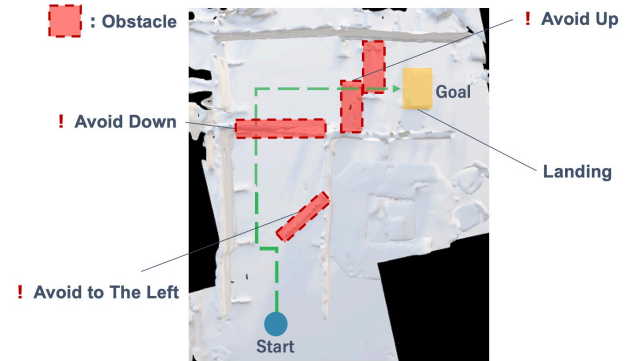 : Obstacle
! Avoid Up
Goal
! Avoid Down
Landing
! Avoid to The Left
Start